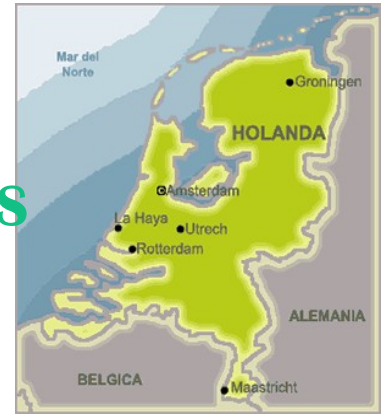 Mar del
Norte
Groningen
HOLANDA
Amsterdam
s
La Haya
Utrech
Rotterdam
ALEMANIA
BELGICA
Maastricht